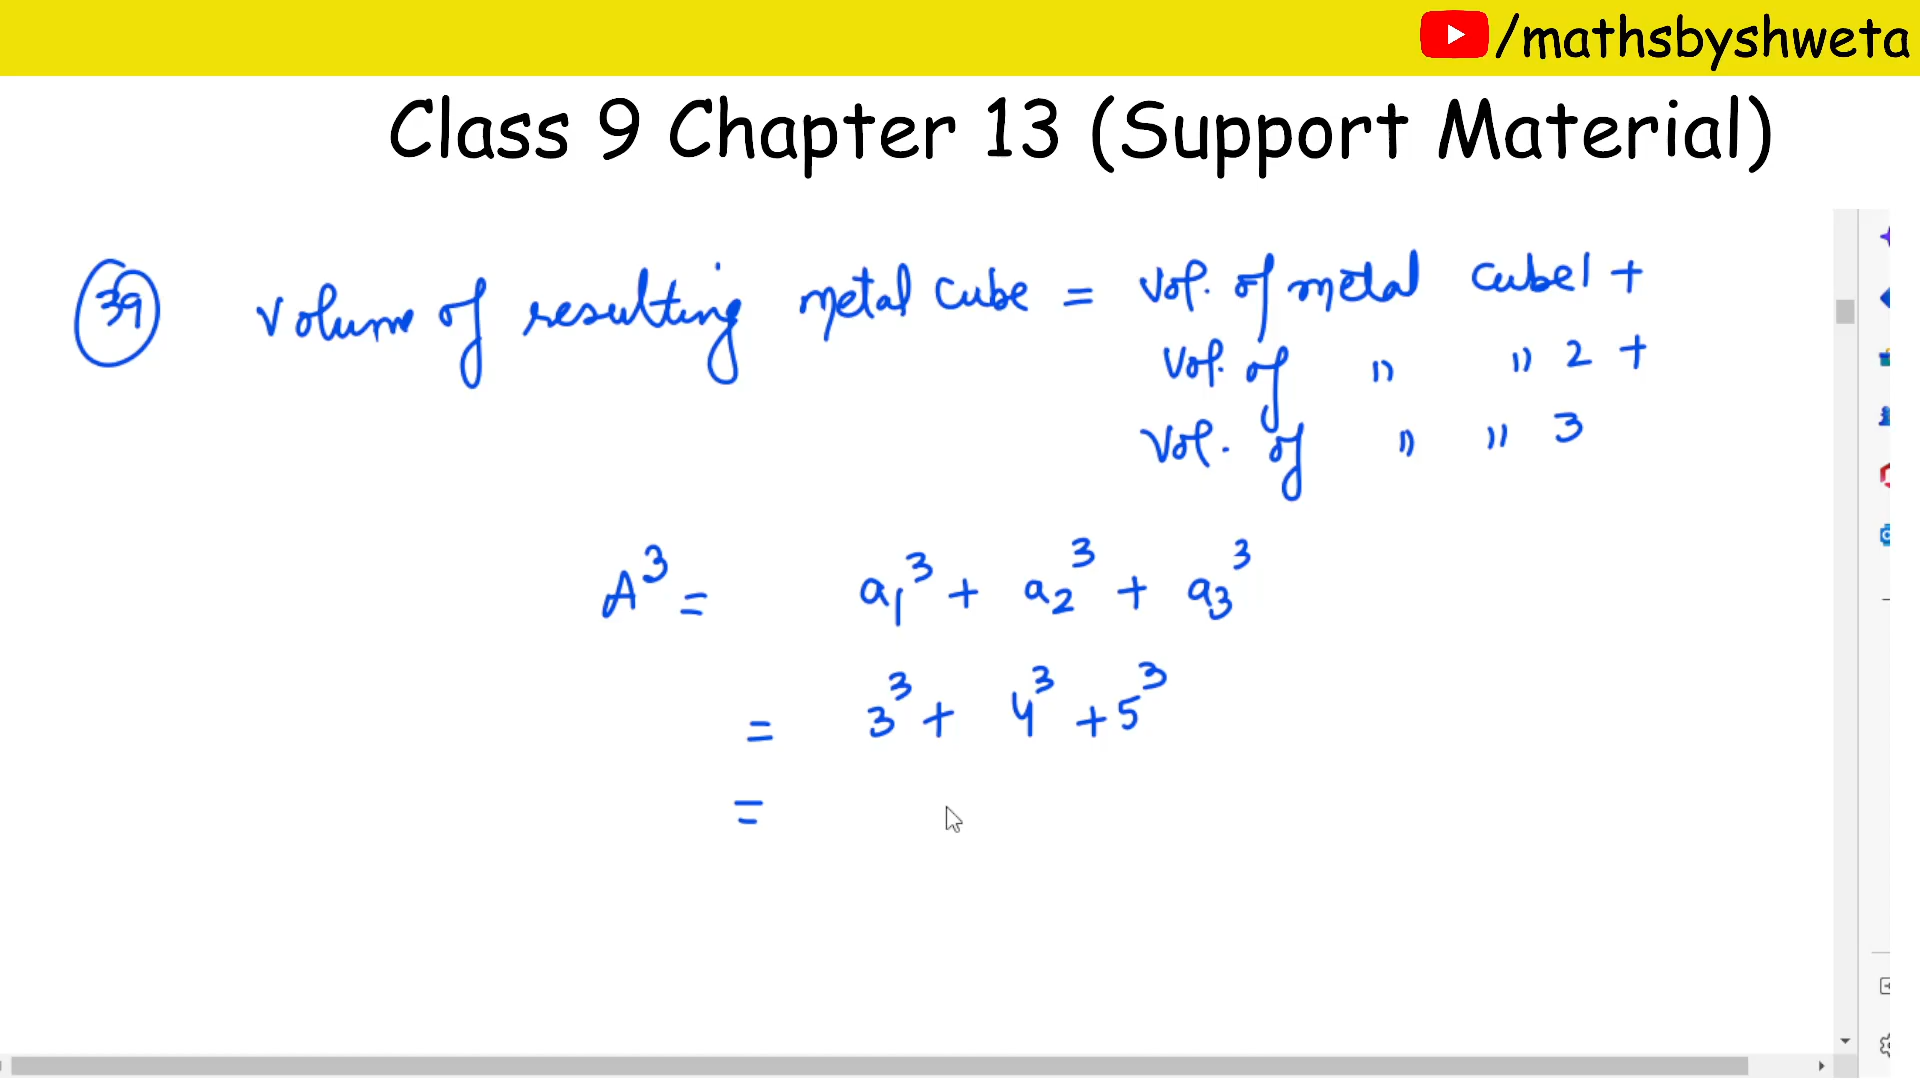 /mathsbyshweta
Class 9 Chapter 13 (Support Material)
39 Volume of resulting metal cube = Vol. of metal cube1 +
Vol. of " " 2 +
Vol. of " " 3
A³ = a₁³ + a₂³ + a₃³
= 3³ + 4³ + 5³
=